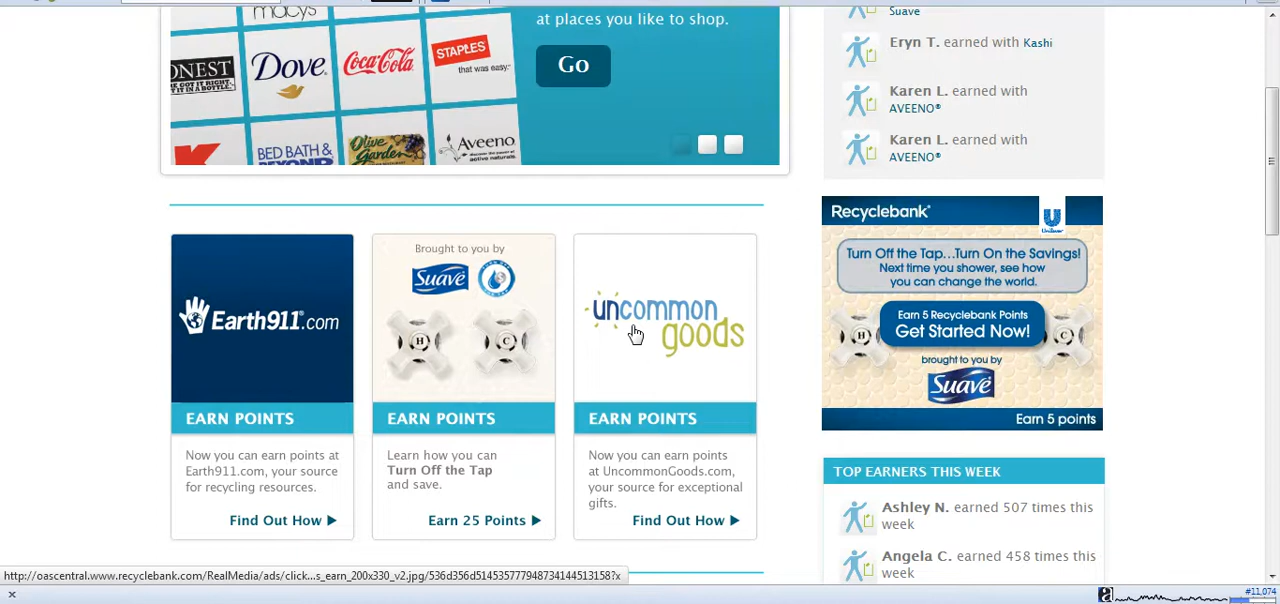 macys
at places you like to shop.
Go
ONEST
Dove
Coca-Cola
STAPLES
that was easy.
BED BATH &
BEYOND
Olive
Garden
Aveeno
Suave
Eryn T. earned with Kashi
Karen L. earned with
AVEENO®
Karen L. earned with
AVEENO®
Earth911®.com
EARN POINTS
Now you can earn points at
Earth911.com, your source
for recycling resources.
Find Out How
Brought to you by
Suave
H
C
EARN POINTS
Learn how you can
Turn Off the Tap
and save.
Earn 25 Points
uncommon
goods
EARN POINTS
Now you can earn points
at UncommonGoods.com,
your source for exceptional
gifts.
Find Out How
Recyclebank®
Unilever
Turn Off the Tap...Turn On the Savings!
Next time you shower, see how
you can change the world.
Earn 5 Recyclebank Points
Get Started Now!
H
C
brought to you by
Suave
Earn 5 points
TOP EARNERS THIS WEEK
Ashley N. earned 507 times this
week
Angela C. earned 458 times this
week
http://oascentral.www.recyclebank.com/RealMedia/ads/click...s_earn_200x330_v2.jpg/536d356d51453577794873414451315​8?x
a
#11,074